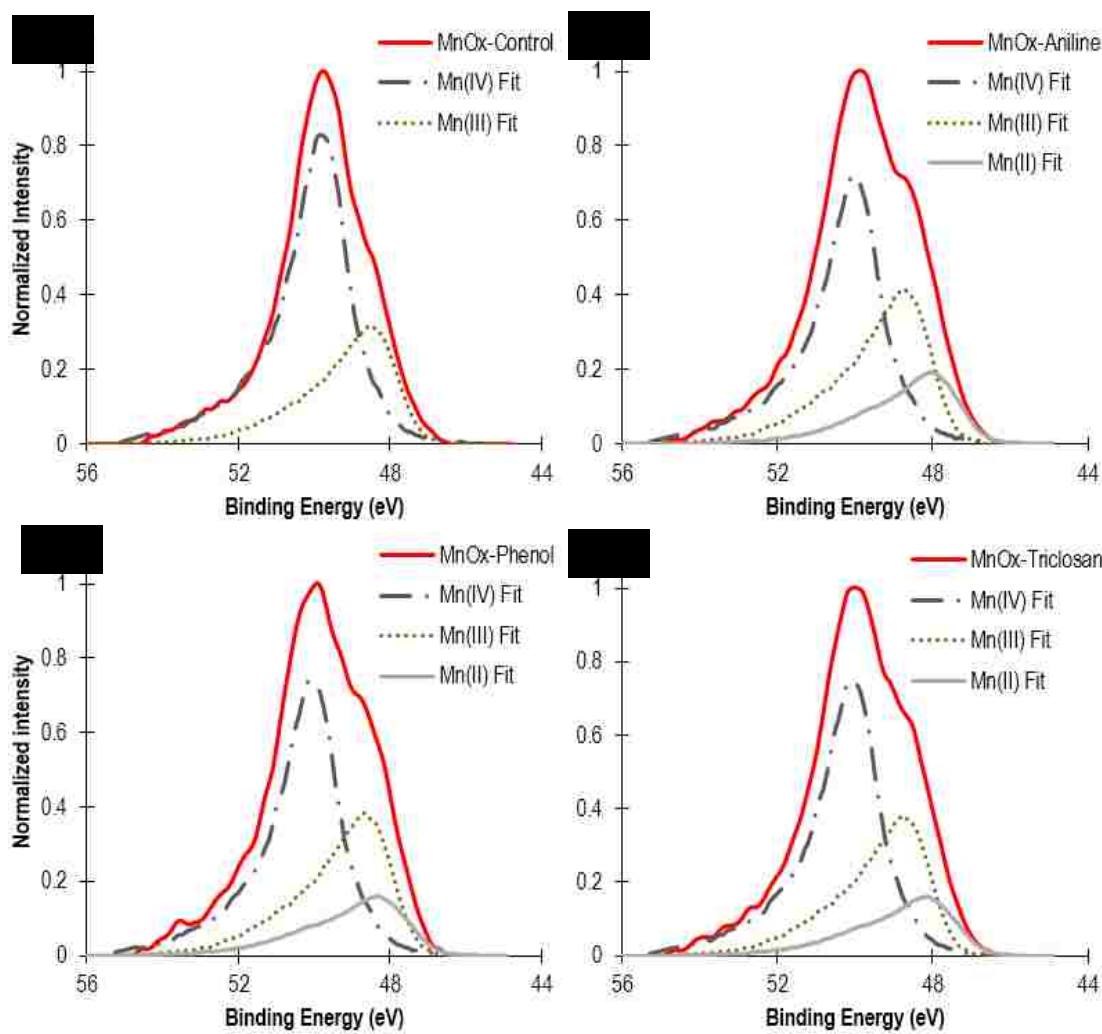 MnOx-Control
Mn(IV) Fit
Mn(III) Fit
1
0.8
0.6
0.4
0.2
0
56
52
48
44
Normalized Intensity
Binding Energy (eV)
MnOx-Aniline
Mn(IV) Fit
Mn(III) Fit
Mn(II) Fit
1
0.8
0.6
0.4
0.2
0
56
52
48
44
Binding Energy (eV)
MnOx-Phenol
Mn(IV) Fit
Mn(III) Fit
Mn(II) Fit
1
0.8
0.6
0.4
0.2
0
56
52
48
44
Normalized intensity
Binding Energy (eV)
MnOx-Triclosan
Mn(IV) Fit
Mn(III) Fit
Mn(II) Fit
1
0.8
0.6
0.4
0.2
0
56
52
48
44
Binding Energy (eV)